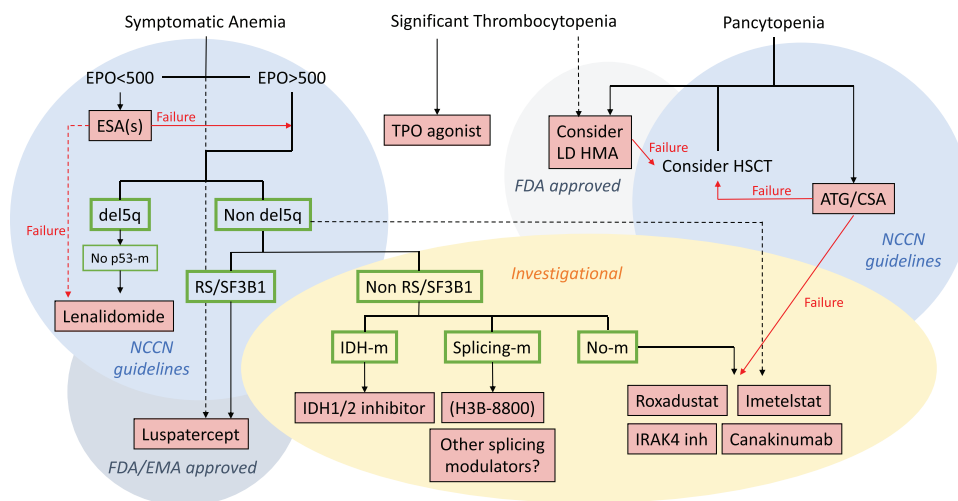 Symptomatic Anemia
Significant Thrombocytopenia
Pancytopenia
EPO<500
EPO>500
ESA(s)
Failure
TPO agonist
Consider
LD HMA
Failure
Consider HSCT
FDA approved
Failure
ATG/CSA
del5q
Non del5q
Failure
No p53-m
NCCN
guidelines
RS/SF3B1
Non RS/SF3B1
Investigational
Lenalidomide
Failure
NCCN
guidelines
IDH-m
Splicing-m
No-m
IDH1/2 inhibitor
(H3B-8800)
Roxadustat
Imetelstat
Luspatercept
Other splicing
modulators?
IRAK4 inh
Canakinumab
FDA/EMA approved